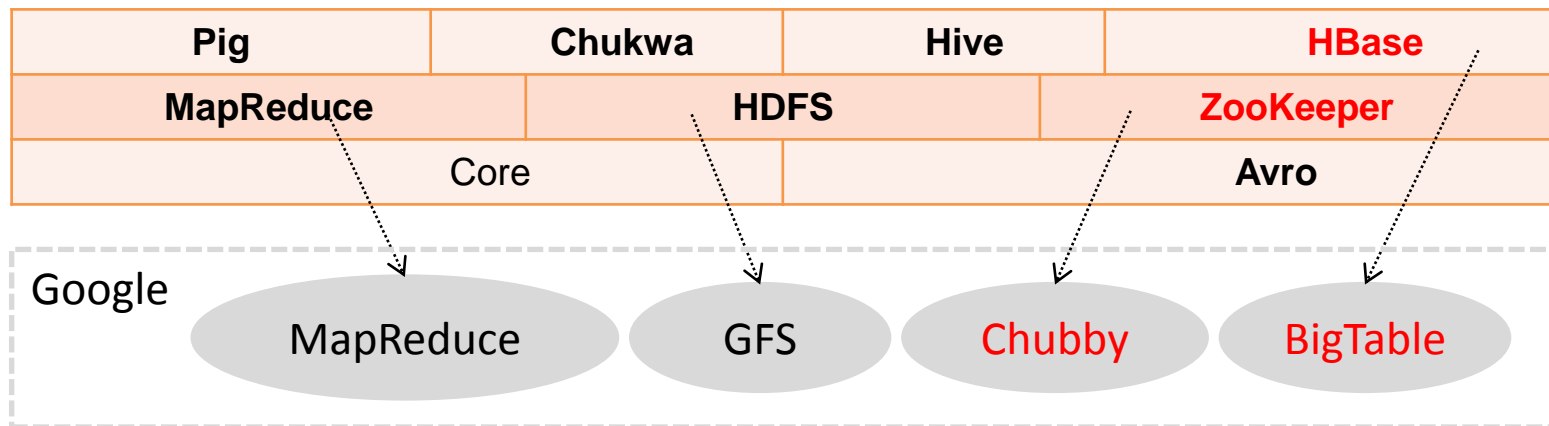 Pig Chukwa Hive HBase
MapReduce HDFS ZooKeeper
Core Avro
Google
MapReduce GFS Chubby BigTable